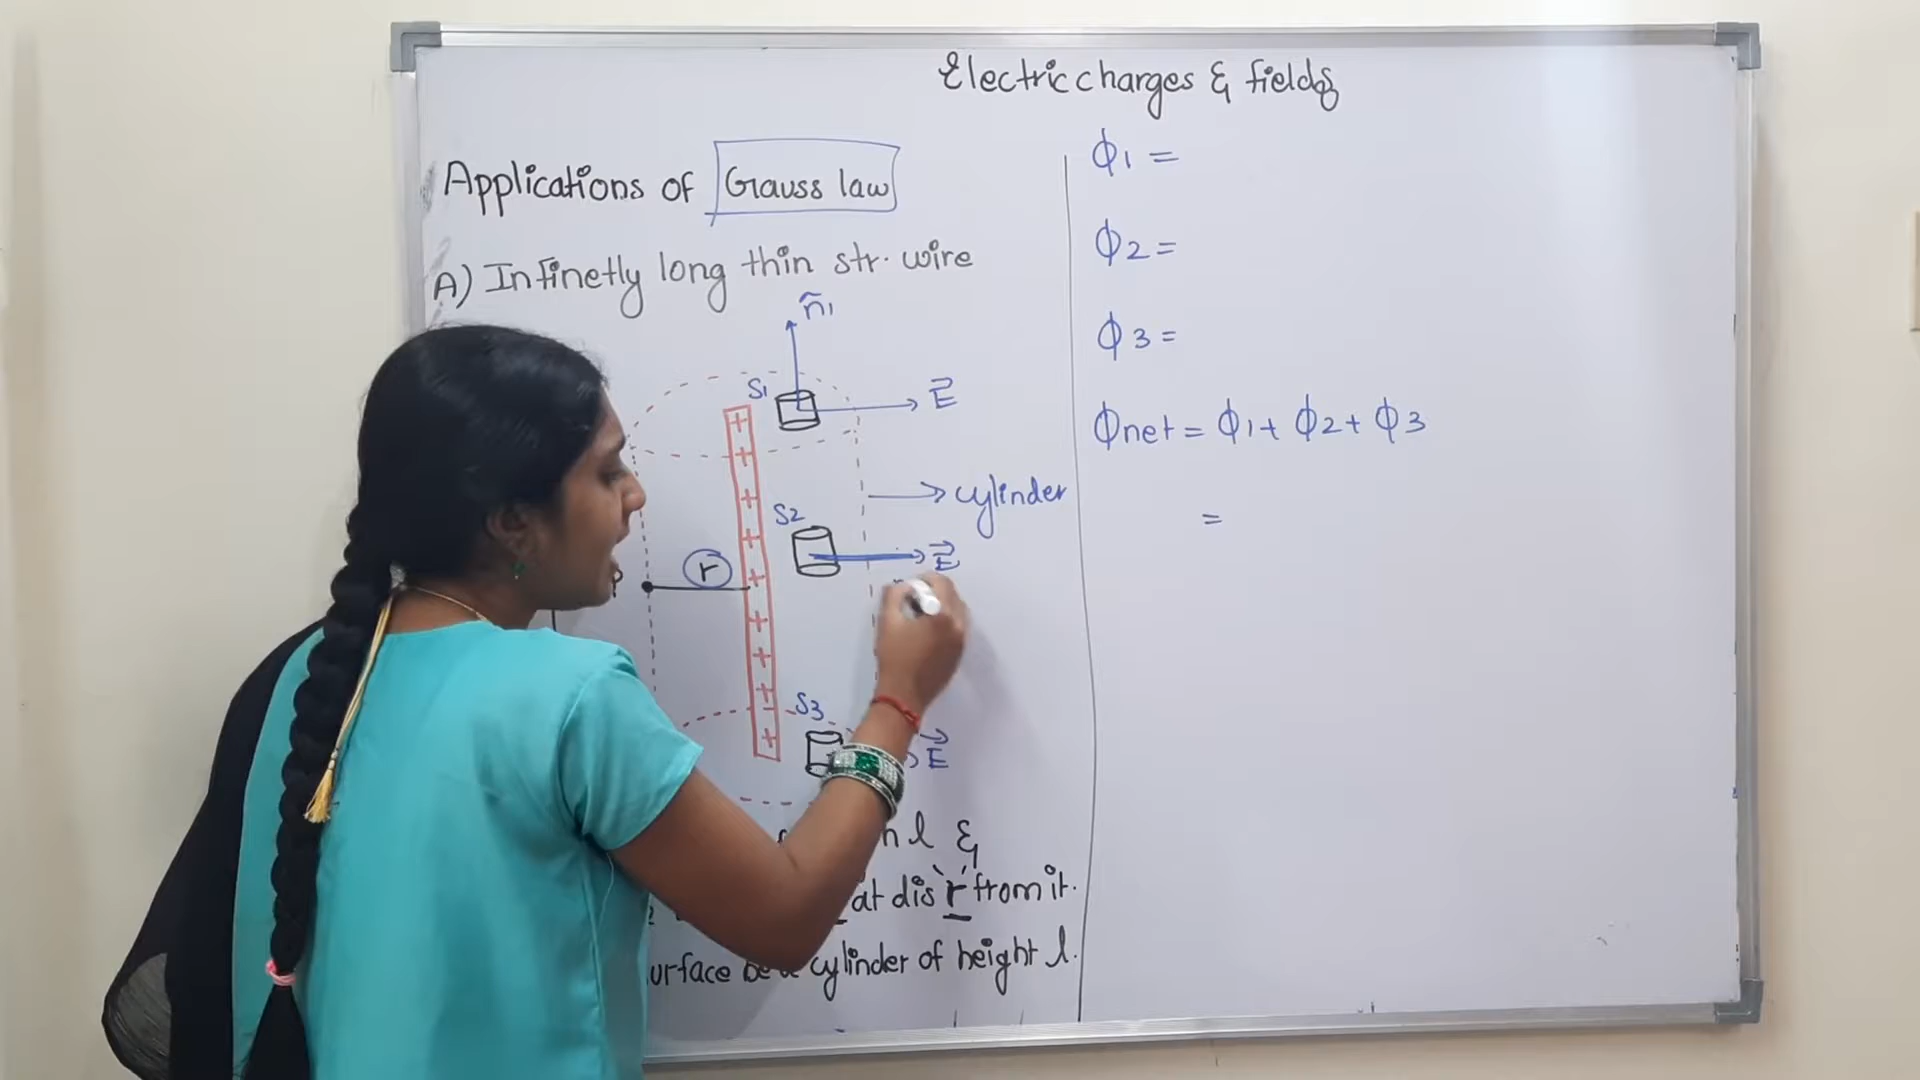 Electric charges & fields
Applications of Gauss law
A) Infinetly long thin str. wire
n̂1
S1
E⃗
cylinder
S2
E⃗
r
P
S3
E⃗
l &
at dis 'r' from it.
cylinder of height l.
ϕ1 =
ϕ2 =
ϕ3 =
ϕnet = ϕ1 + ϕ2 + ϕ3
=